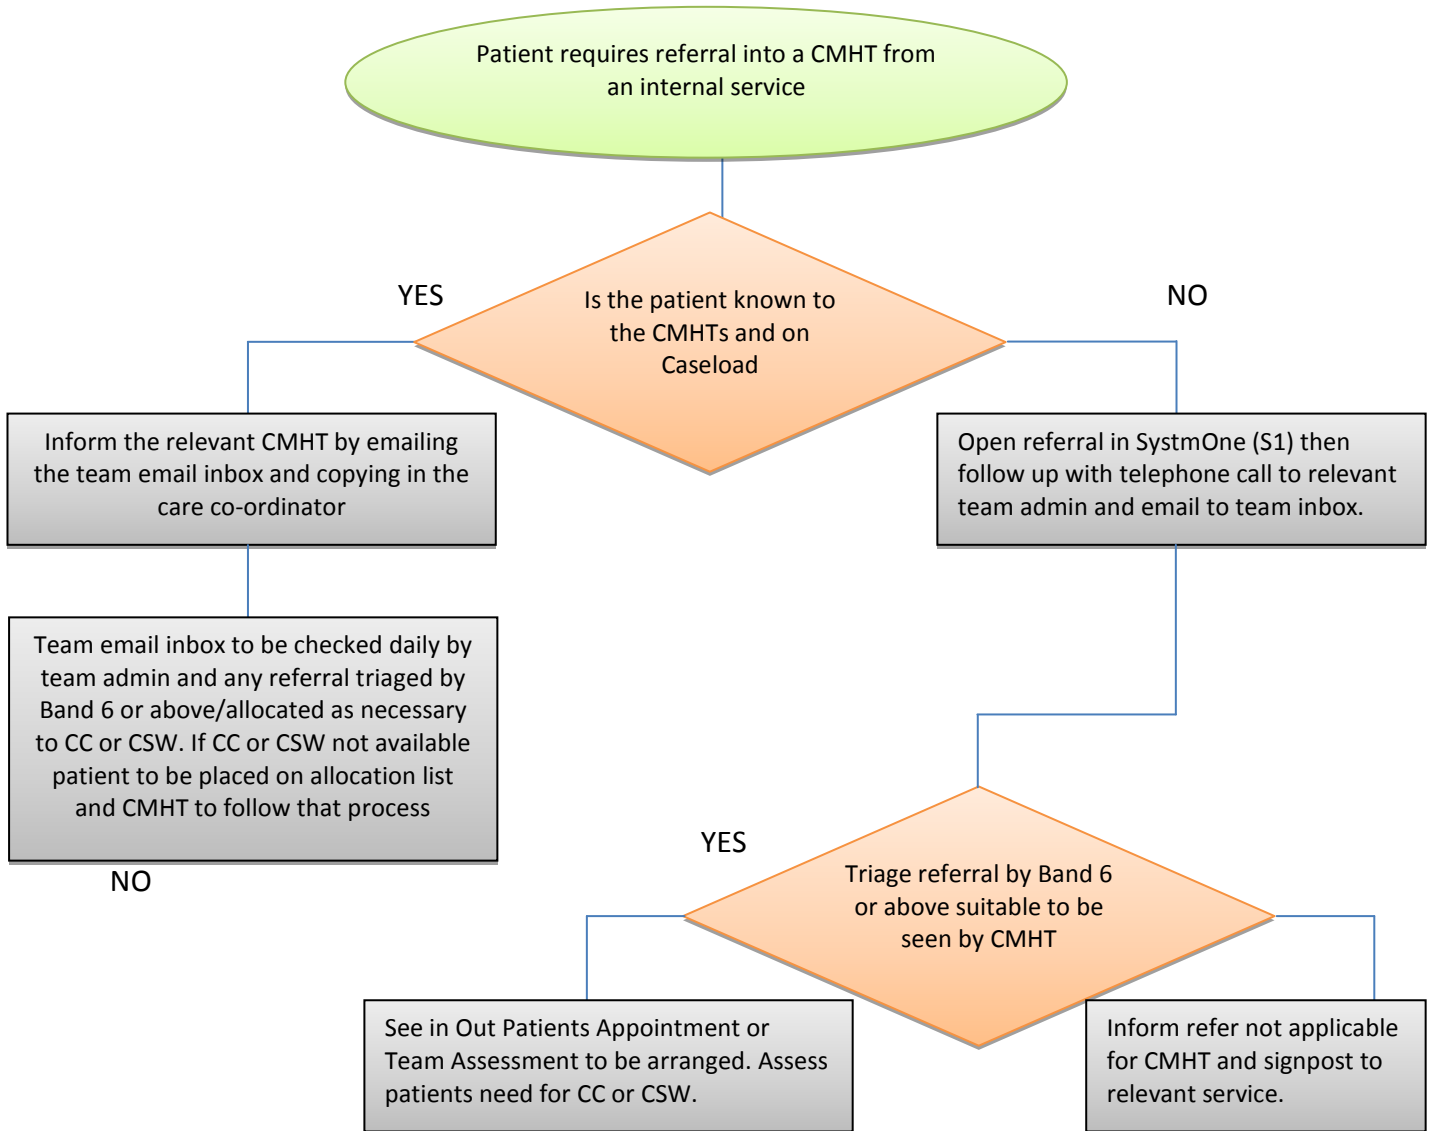 Patient requires referral into a CMHT from
an internal service
YES
Is the patient known to
the CMHTs and on
Caseload
NO
Inform the relevant CMHT by emailing
the team email inbox and copying in the
care co-ordinator
Open referral in SystmOne (S1) then
follow up with telephone call to relevant
team admin and email to team inbox.
Team email inbox to be checked daily by
team admin and any referral triaged by
Band 6 or above/allocated as necessary
to CC or CSW. If CC or CSW not available
patient to be placed on allocation list
and CMHT to follow that process
NO
YES
Triage referral by Band 6
or above suitable to be
seen by CMHT
See in Out Patients Appointment or
Team Assessment to be arranged. Assess
patients need for CC or CSW.
Inform refer not applicable
for CMHT and signpost to
relevant service.